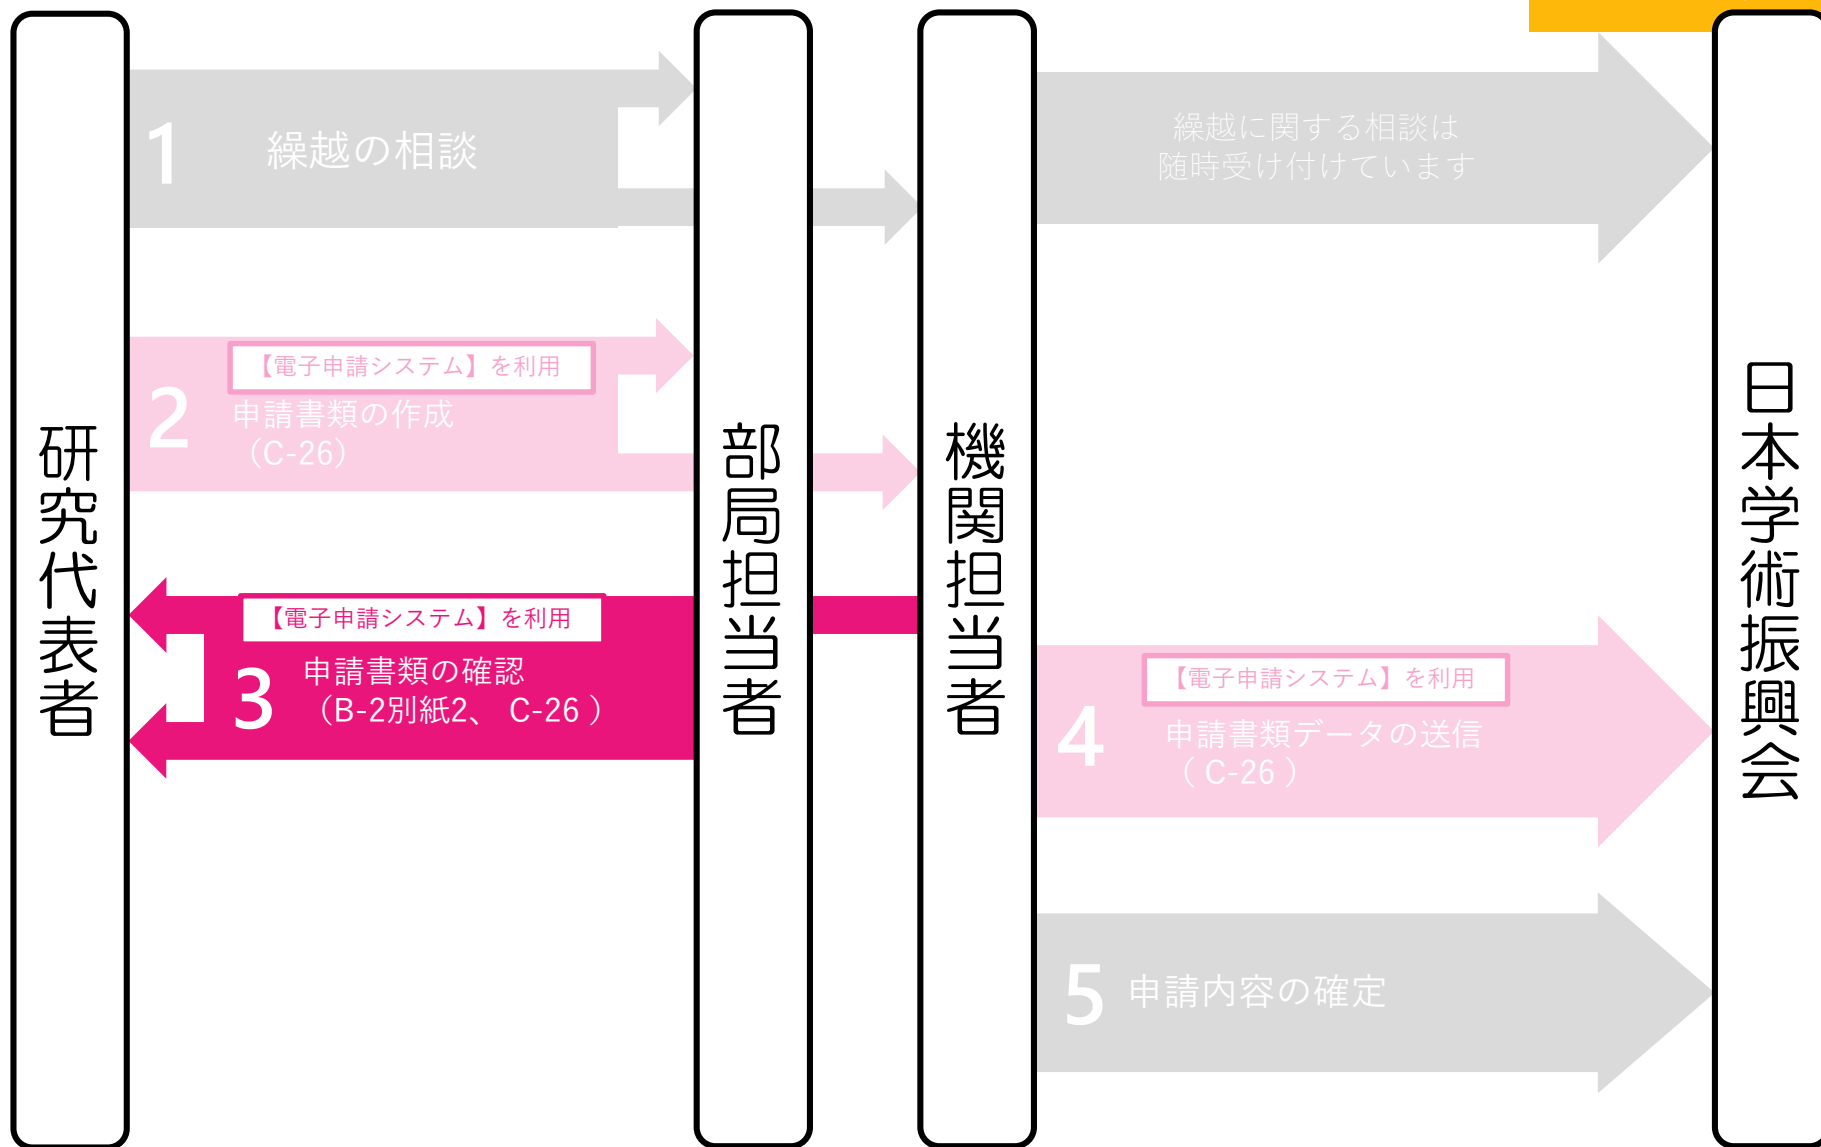 研究代表者
部局担当者
機関担当者
日本学術振興会
1
繰越の相談
繰越に関する相談は
随時受け付けています
2
【電子申請システム】を利用
申請書類の作成
（C-26）
3
【電子申請システム】を利用
申請書類の確認
（B-2別紙2、 C-26 ）
4
【電子申請システム】を利用
申請書類データの送信
（ C-26 ）
5
申請内容の確定